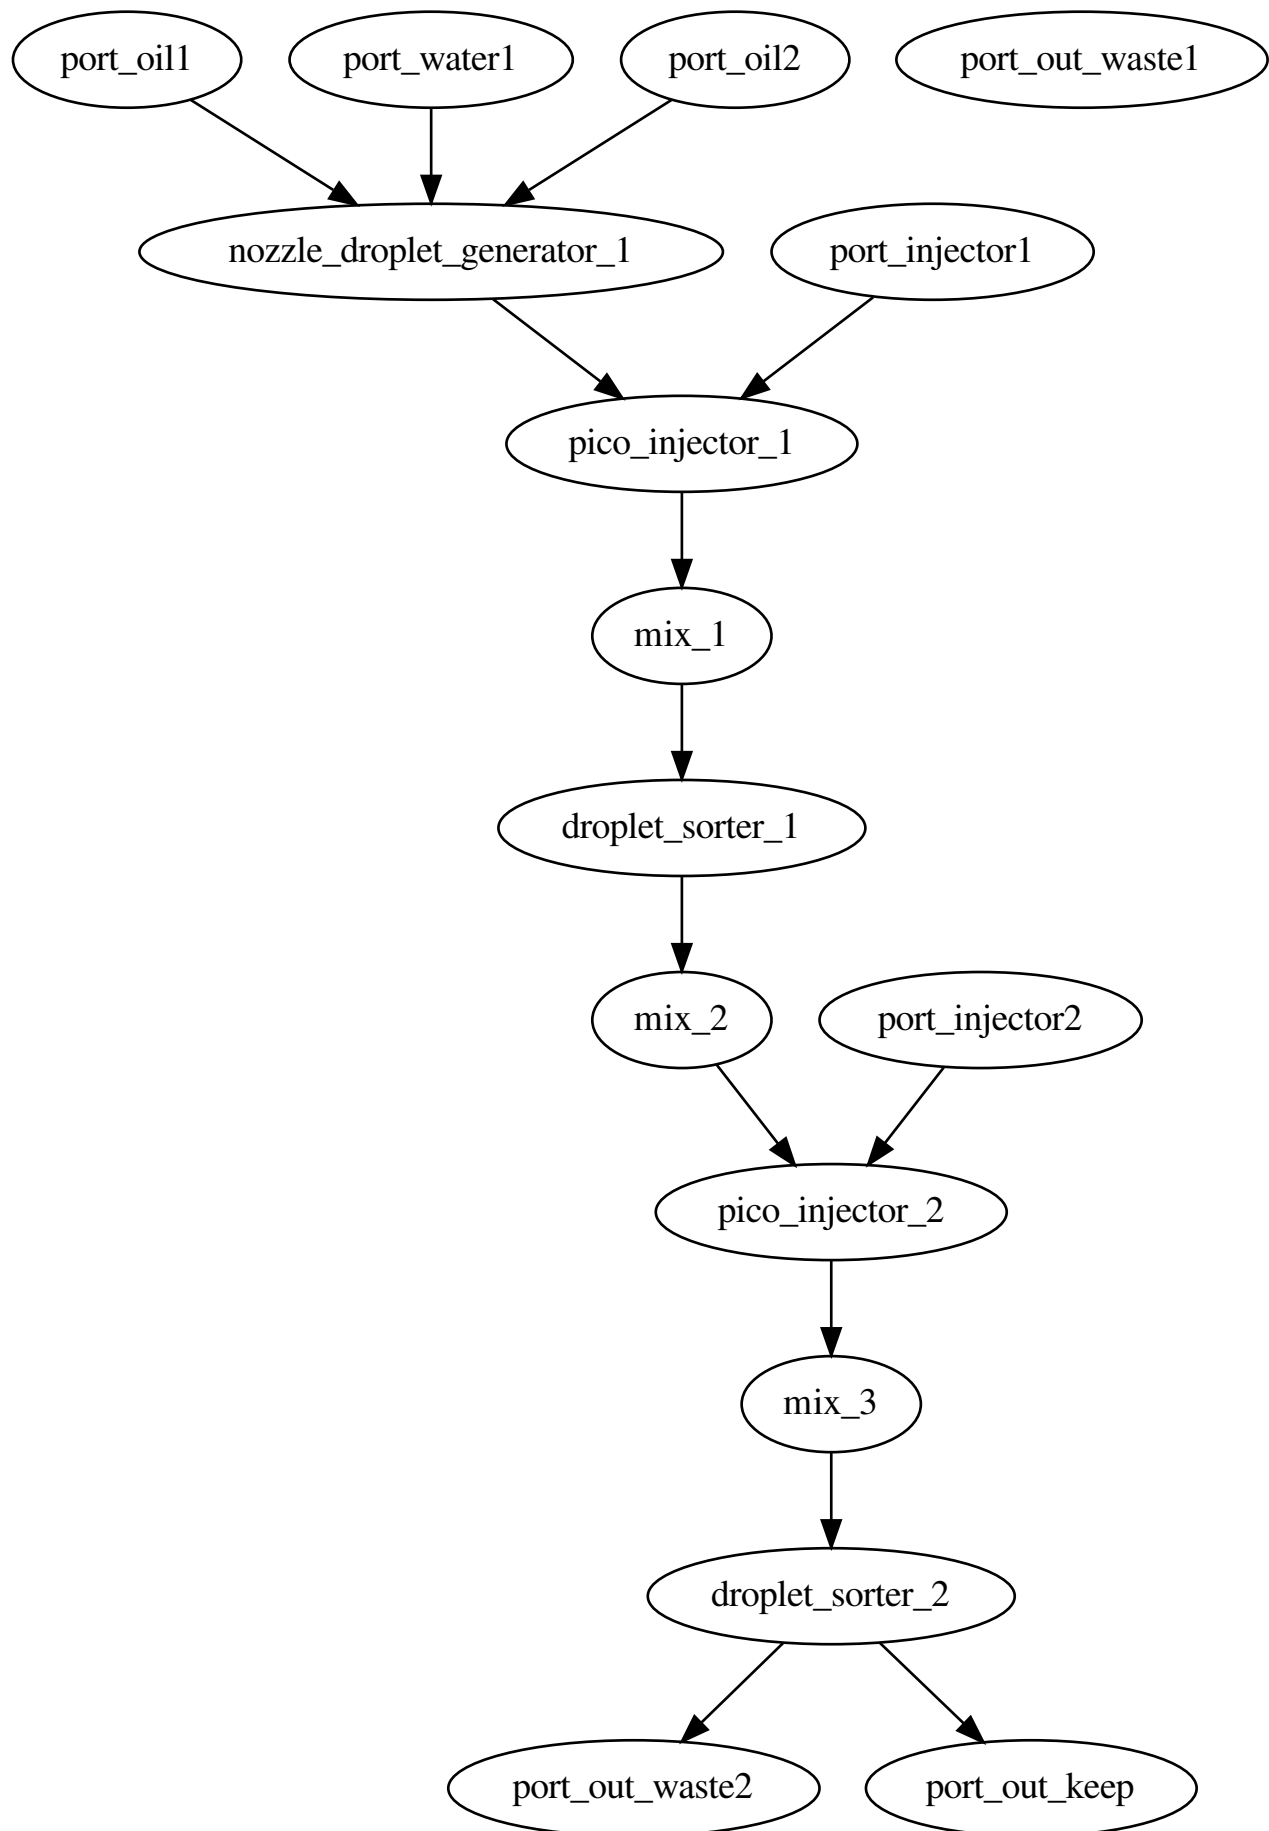 port_oil1
port_water1
port_oil2
port_out_waste1
nozzle_droplet_generator_1
port_injector1
pico_injector_1
mix_1
droplet_sorter_1
mix_2
port_injector2
pico_injector_2
mix_3
droplet_sorter_2
port_out_waste2
port_out_keep